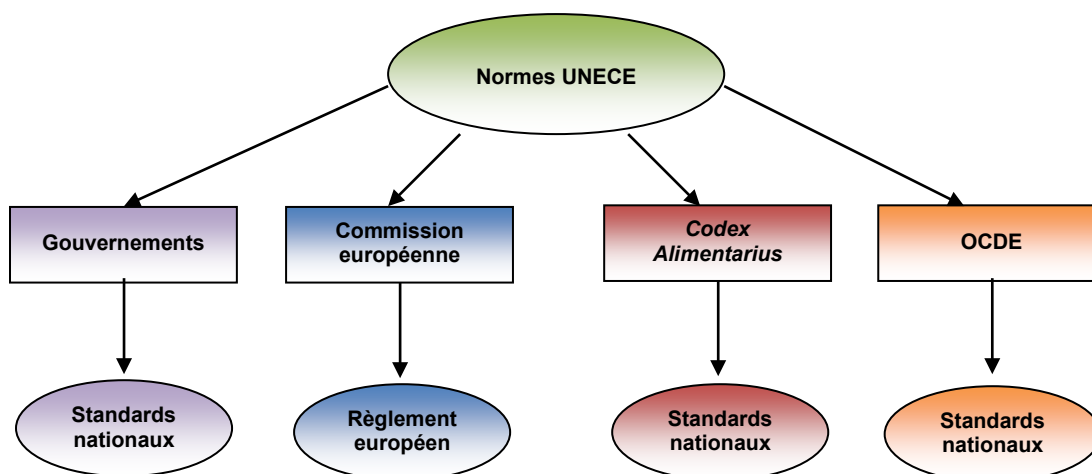 Normes UNECE
Gouvernements
Commission
européenne
Codex
Alimentarius
OCDE
Standards
nationaux
Règlement
européen
Standards
nationaux
Standards
nationaux